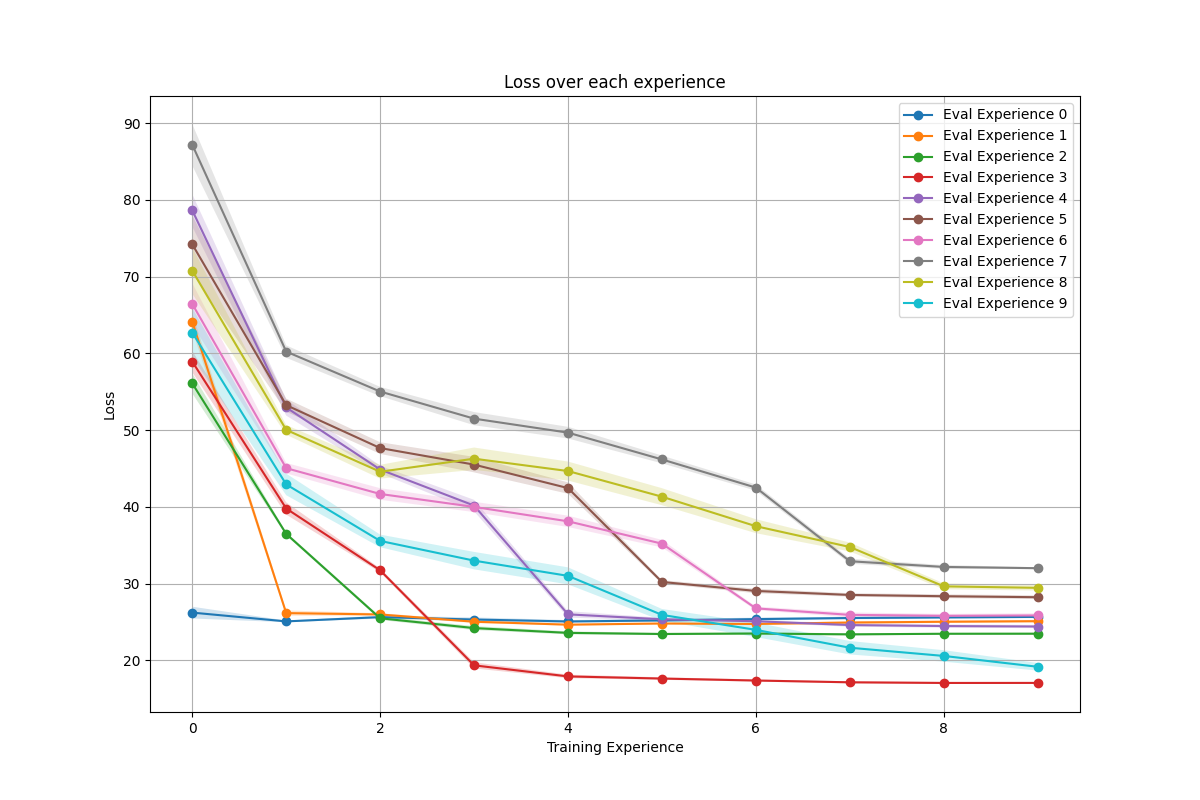 Loss over each experience
90
80
70
60
50
40
30
20
Loss
0
2
4
6
8
Training Experience
Eval Experience 0
Eval Experience 1
Eval Experience 2
Eval Experience 3
Eval Experience 4
Eval Experience 5
Eval Experience 6
Eval Experience 7
Eval Experience 8
Eval Experience 9